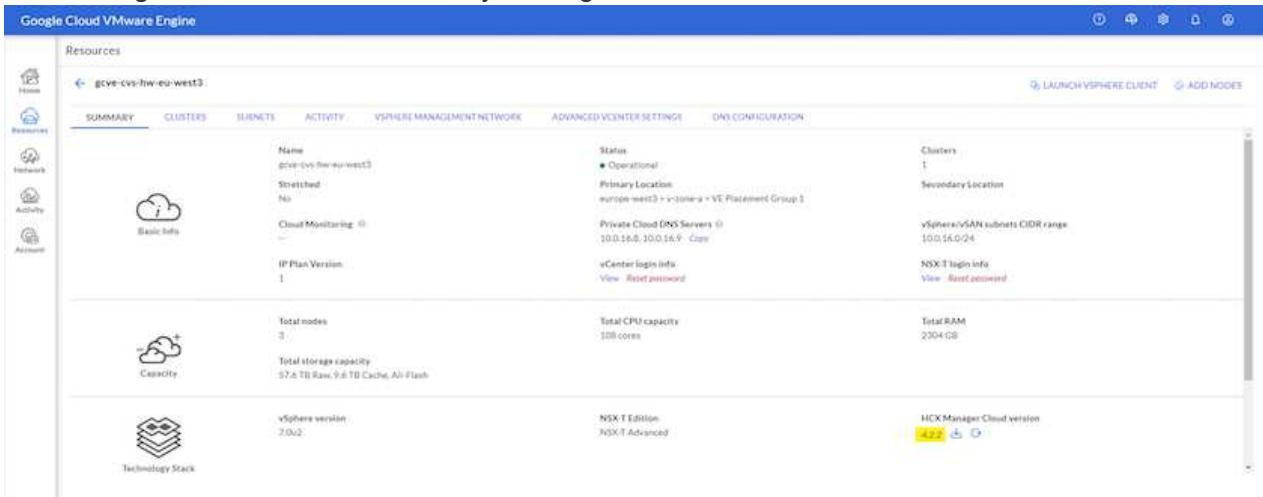 Google Cloud VMware Engine
Resources
Home
gcve-cvs-hw-eu-west3
LAUNCH VSPHERE CLIENT
ADD NODES
Resources
SUMMARY CLUSTERS SUBNETS ACTIVITY VSPHERE MANAGEMENT NETWORK ADVANCED VCENTER SETTINGS DNS CONFIGURATION
Network
Activity
Account
Basic Info
Name
gcve-cvs-hw-eu-west3
Status
Operational
Clusters
1
Stretched
No
Primary Location
europe-west3 > v-zone-a > VE Placement Group 1
Secondary Location
Cloud Monitoring
--
Private Cloud DNS Servers
10.0.16.8, 10.0.16.9 Copy
vSphere/vSAN subnets CIDR range
10.0.16.0/24
IP Plan Version
1
vCenter login info
View Reset password
NSX-T login info
View Reset password
Capacity
Total nodes
3
Total CPU capacity
108 cores
Total RAM
2304 GB
Total storage capacity
57.6 TB Raw, 9.6 TB Cache, All-Flash
Technology Stack
vSphere version
7.0u2
NSX-T Edition
NSX-T Advanced
HCX Manager Cloud version
4.2.2